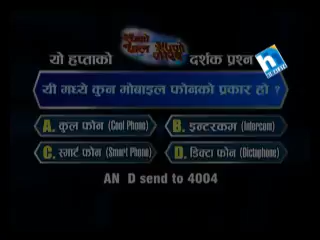 यो हप्ताको दर्शक प्रश्न
यी मध्ये कुन मोबाइल फोनको प्रकार हो ?
A. कुल फोन (Cool Phone)
B. इन्टरकम (Intercom)
C. स्मार्ट फोन (Smart Phone)
D. डिक्टा फोन (Dictaphone)
AN D send to 4004